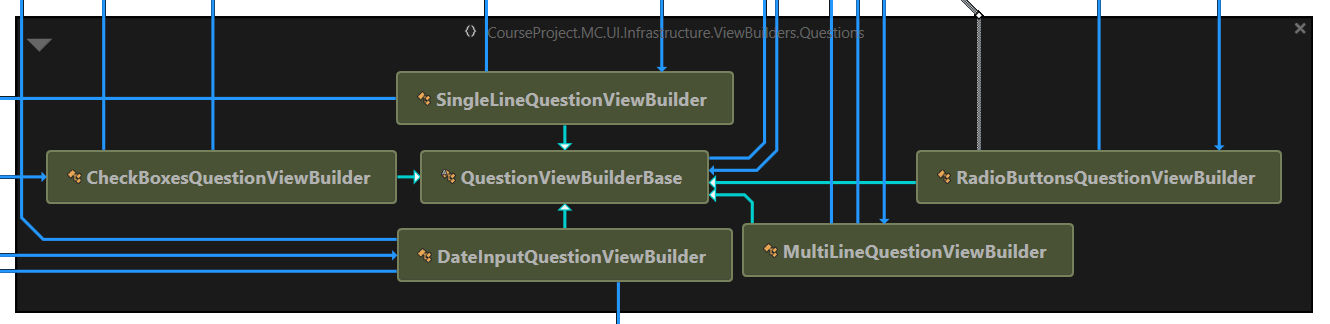 CourseProject.MC.UI.Infrastructure.ViewBuilders.Questions
SingleLineQuestionViewBuilder
CheckBoxesQuestionViewBuilder
QuestionViewBuilderBase
RadioButtonsQuestionViewBuilder
DateInputQuestionViewBuilder
MultiLineQuestionViewBuilder